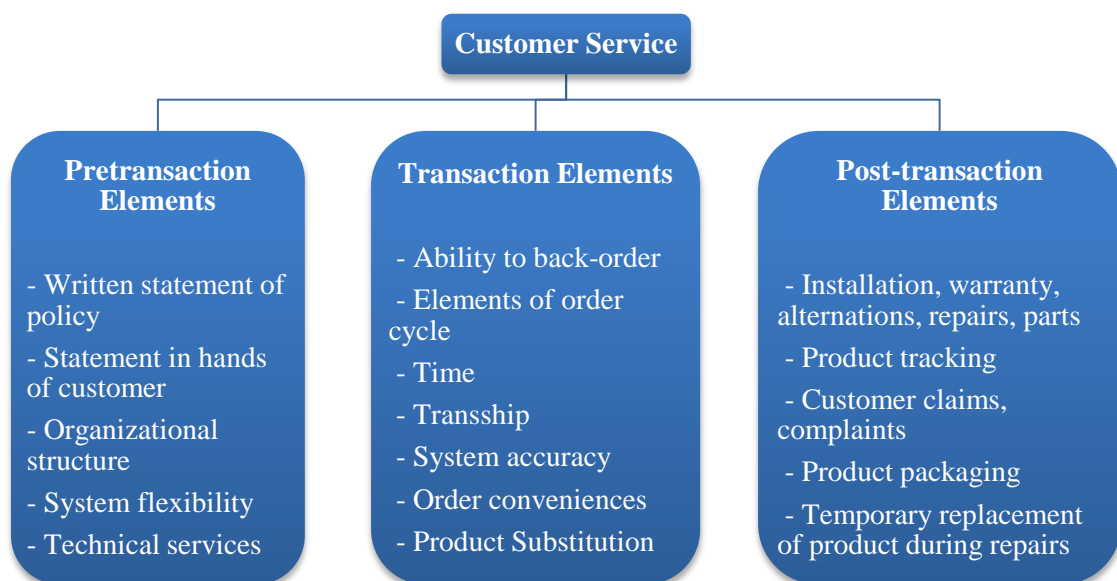 Customer Service
Pretransaction
Elements
- Written statement of
policy
- Statement in hands
of customer
- Organizational
structure
- System flexibility
- Technical services
Transaction Elements
- Ability to back-order
- Elements of order
cycle
- Time
- Transship
- System accuracy
- Order conveniences
- Product Substitution
Post-transaction
Elements
- Installation, warranty,
alternations, repairs, parts
- Product tracking
- Customer claims,
complaints
- Product packaging
- Temporary replacement
of product during repairs